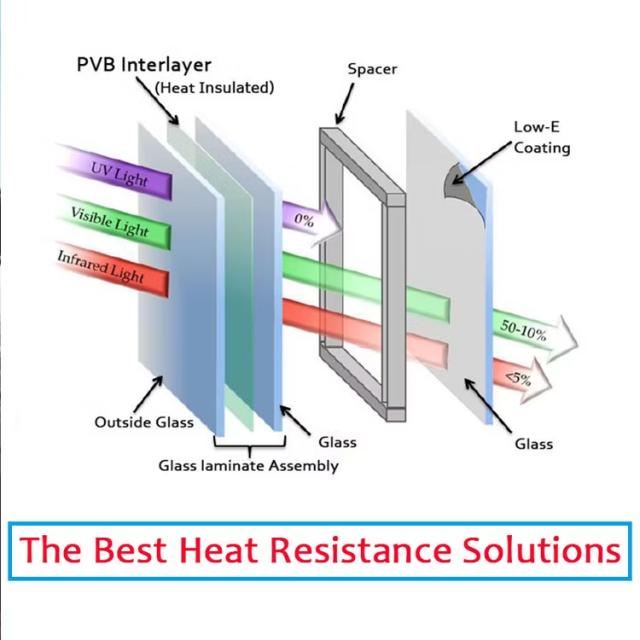 PVB Interlayer
(Heat Insulated)
Spacer
Low-E
Coating
UV Light
Visible Light
Infrared Light
0%
50-10%
<5%
Outside Glass
Glass
Glass
Glass laminate Assembly
The Best Heat Resistance Solutions